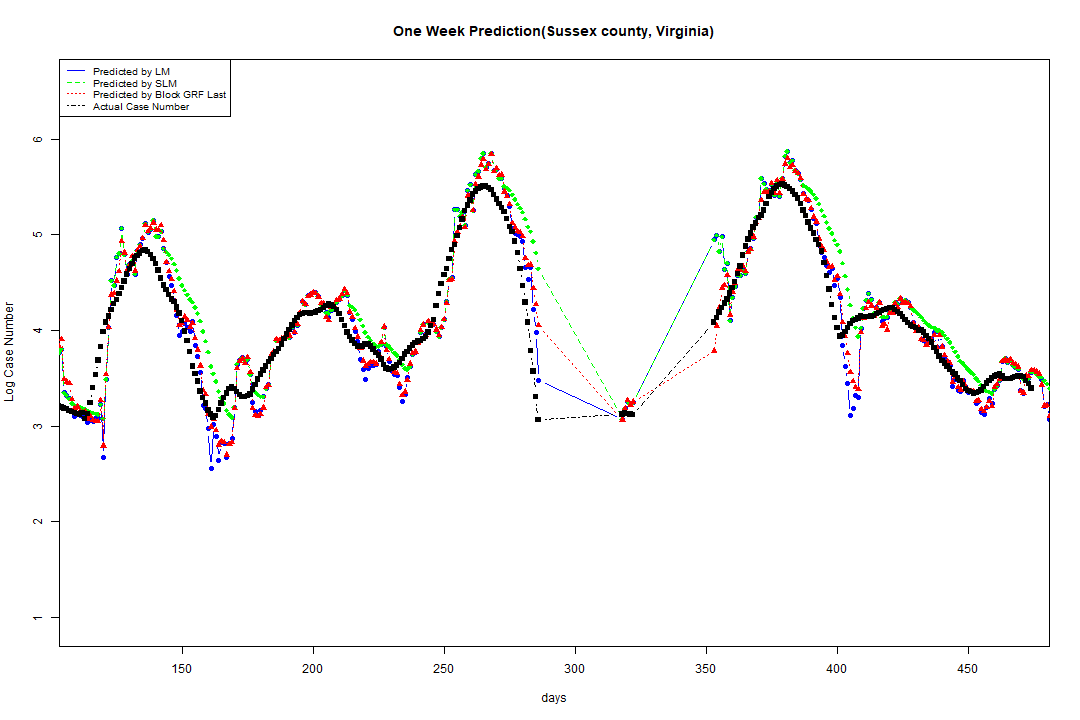 One Week Prediction(Sussex county, Virginia)
Predicted by LM
Predicted by SLM
Predicted by Block GRF Last
Actual Case Number
6
5
4
3
2
1
Log Case Number
150 200 250 300 350 400 450
days